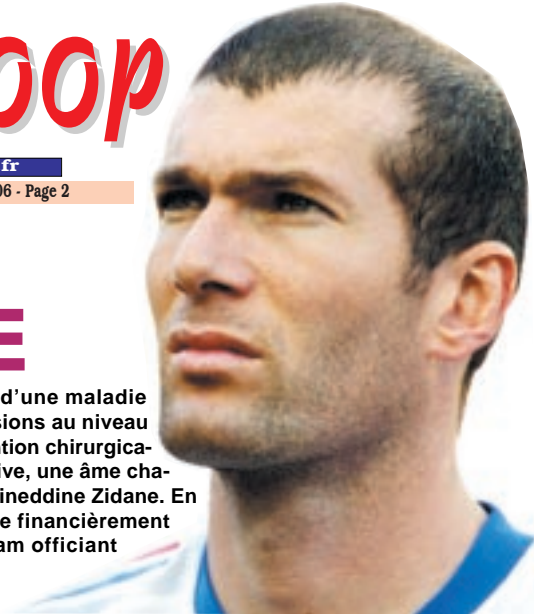 oop
fr
06 - Page 2
E
d’une maladie
sions au niveau
tion chirurgica-
ive, une âme cha-
ineddine Zidane. En
e financièrement
am officiant